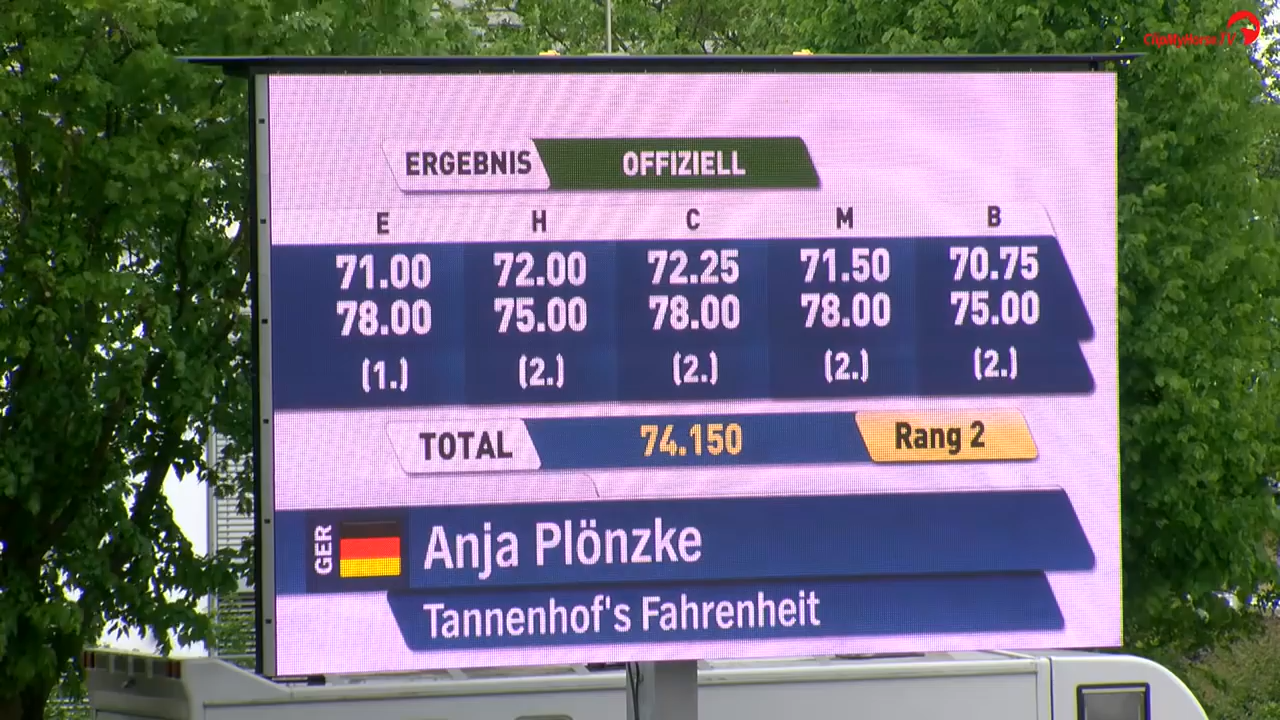 ClipMyHorse.TV
ERGEBNIS OFFIZIELL
E H C M B
71.00 72.00 72.25 71.50 70.75
78.00 75.00 78.00 78.00 75.00
(1.) (2.) (2.) (2.) (2.)
TOTAL 74.150 Rang 2
GER Anja Plönzke
Tannenhof's Fahrenheit